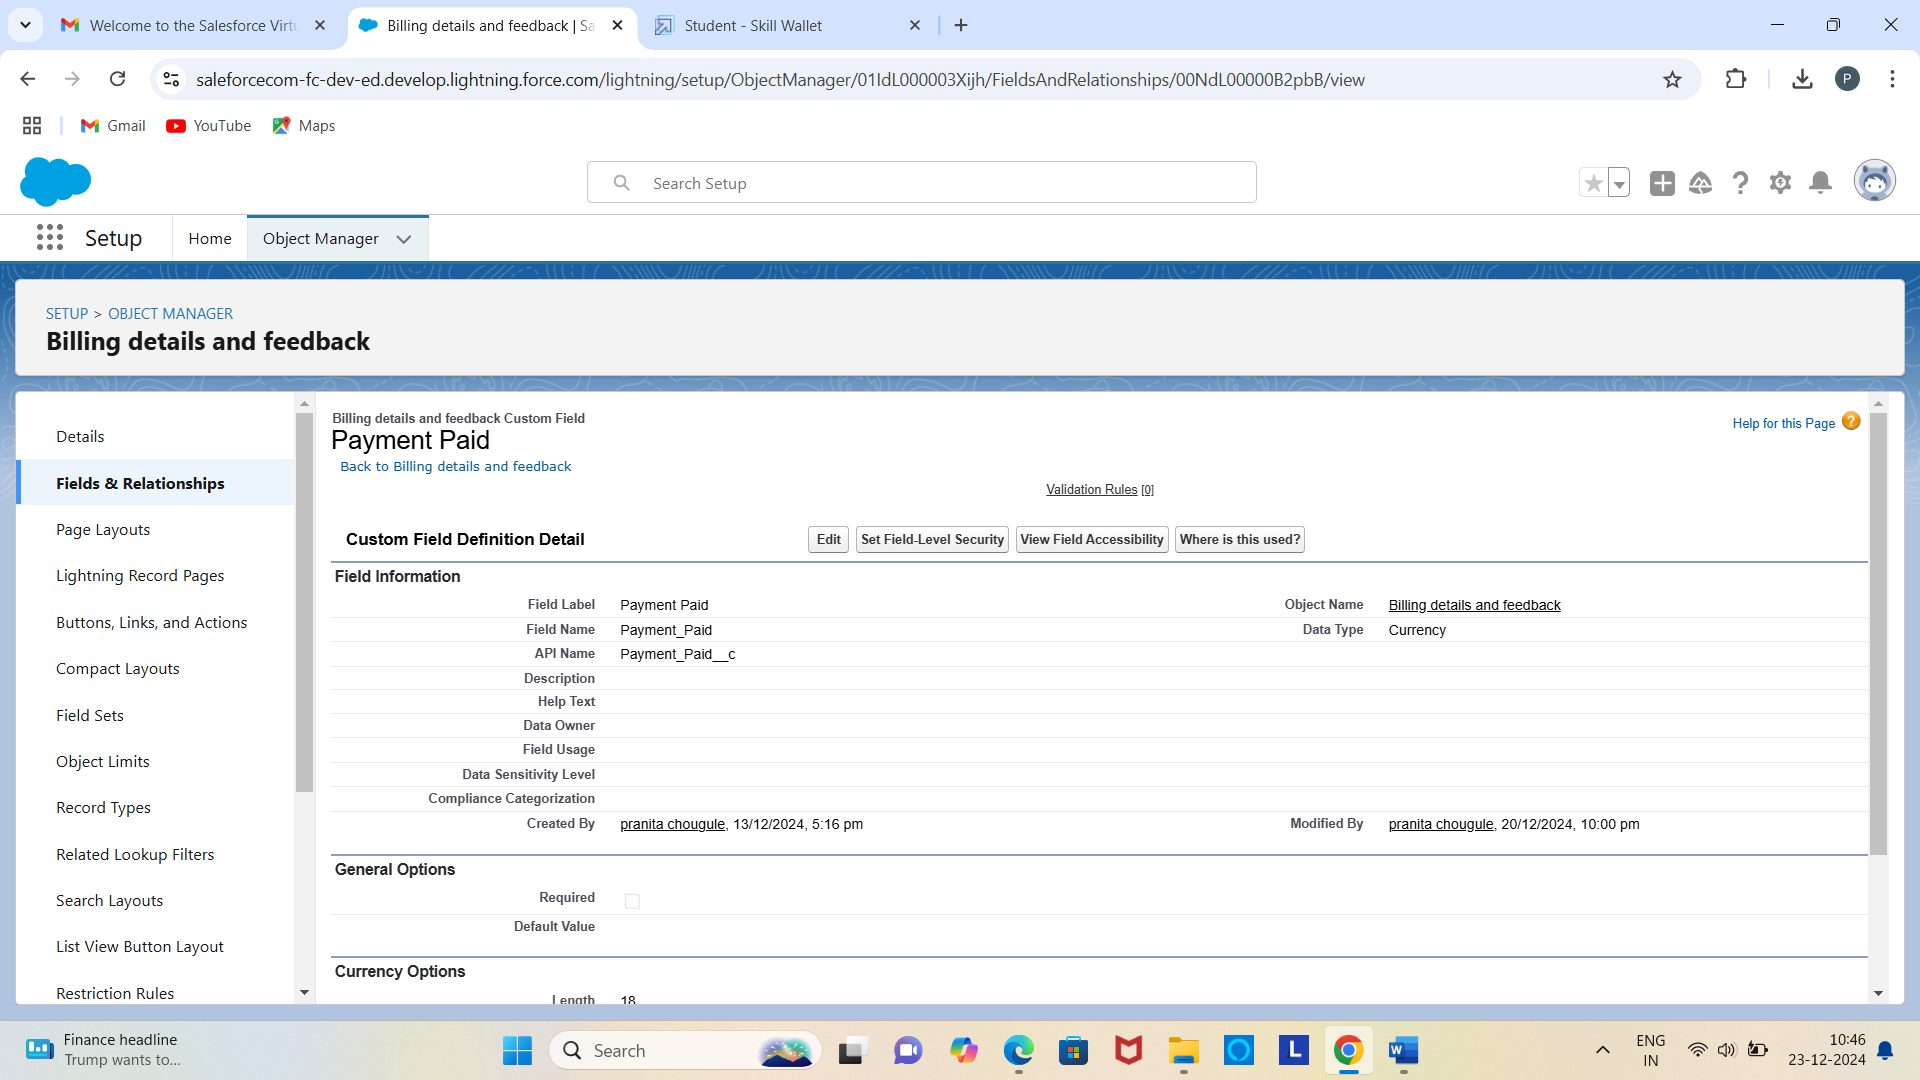 Welcome to the Salesforce Virtu
Billing details and feedback | Sa
Student - Skill Wallet
saleforcecom-fc-dev-ed.develop.lightning.force.com/lightning/setup/ObjectManager/01IdL000003Xijh/FieldsAndRelationships/00NdL00000B2pbB/view
P
Gmail
YouTube
Maps
Search Setup
Setup
Home
Object Manager
SETUP > OBJECT MANAGER
Billing details and feedback
Details
Fields & Relationships
Page Layouts
Lightning Record Pages
Buttons, Links, and Actions
Compact Layouts
Field Sets
Object Limits
Record Types
Related Lookup Filters
Search Layouts
List View Button Layout
Restriction Rules
Billing details and feedback Custom Field
Payment Paid
Back to Billing details and feedback
Help for this Page ?
Validation Rules [0]
Custom Field Definition Detail
Edit
Set Field-Level Security
View Field Accessibility
Where is this used?
Field Information
Field Label Payment Paid
Object Name Billing details and feedback
Field Name Payment_Paid
Data Type Currency
API Name Payment_Paid__c
Description
Help Text
Data Owner
Field Usage
Data Sensitivity Level
Compliance Categorization
Created By pranita chougule, 13/12/2024, 5:16 pm
Modified By pranita chougule, 20/12/2024, 10:00 pm
General Options
Required
Default Value
Currency Options
Length 18
Finance headline
Trump wants to...
Search
L
W
ENG
IN
10:46
23-12-2024